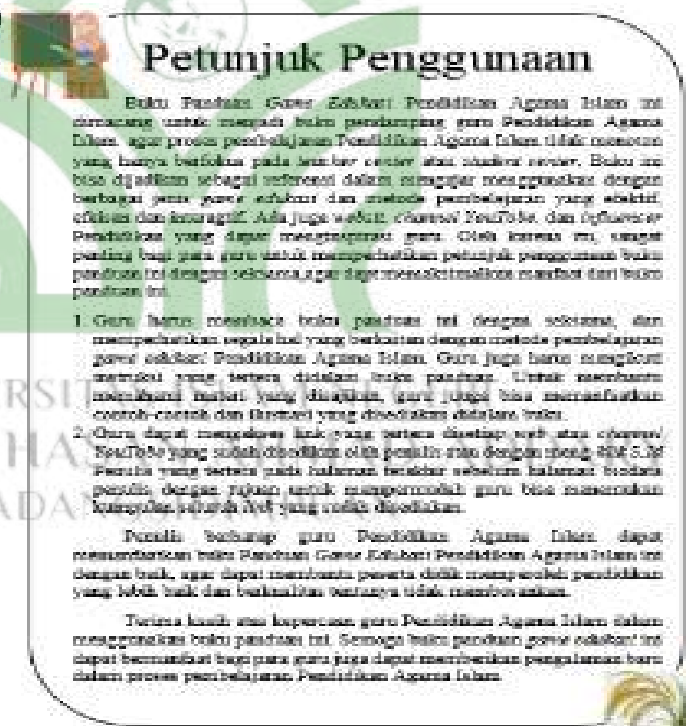 Petunjuk Penggunaan
Buku Panduan Game Edukasi Pendidikan Agama Islam ini
dirancang untuk menjadi buku pendamping guru Pendidikan Agama
Islam, agar proses pembelajaran Pendidikan Agama Islam tidak monoton
yang hanya berfokus pada teacher center atau student center. Buku ini
bisa dijadikan sebagai referensi dalam mengajar menggunakan dengan
berbagai jenis game edukasi dan metode pembelajaran yang efektif,
efisien dan Ada juga website, channel YouTube, dan influencer
Pendidikan yang dapat menginspirasi guru. Oleh karena itu, sangat
penting bagi para guru untuk memperhatikan petunjuk penggunaan buku
panduan ini dengan seksama, agar dapat memaksimalkan manfaat dari buku
panduan ini.
1. Guru harus membaca buku panduan ini dengan seksama, dan
memperhatikan segala hal yang berkaitan dengan metode pembelajaran
game edukasi Pendidikan Agama Islam. Guru juga harus mengikuti
instruksi yang tertera didalam buku panduan. Untuk membantu
memahami materi yang disajikan, guru juga bisa memanfaatkan
contoh-contoh dan ilustrasi yang disediakan didalam buku.
2. Guru dapat mengakses link yang tertera disetiap web atau channel
YouTube yang sudah disediakan oleh penulis atau dengan meng-
Penulis yang tertera pada halaman terakhir sebelum halaman biodata
penulis, dengan tujuan untuk mempermudah guru bisa menemukan
kumpulan seluruh link yang sudah disediakan.
Penulis berharap guru Pendidikan Agama Islam dapat
memanfaatkan buku Panduan Game Edukasi Pendidikan Agama Islam ini
dengan baik, agar dapat membantu peserta didik memperoleh pendidikan
yang lebih baik dan berkualitas tentunya tidak membosankan.
Terima kasih atas guru Pendidikan Agama Islam dalam
menggunakan buku panduan ini. Semoga buku panduan game edukasi ini
dapat bermanfaat bagi para guru juga dapat memberikan pengalaman baru
dalam proses pembelajaran Pendidikan Agama Islam.